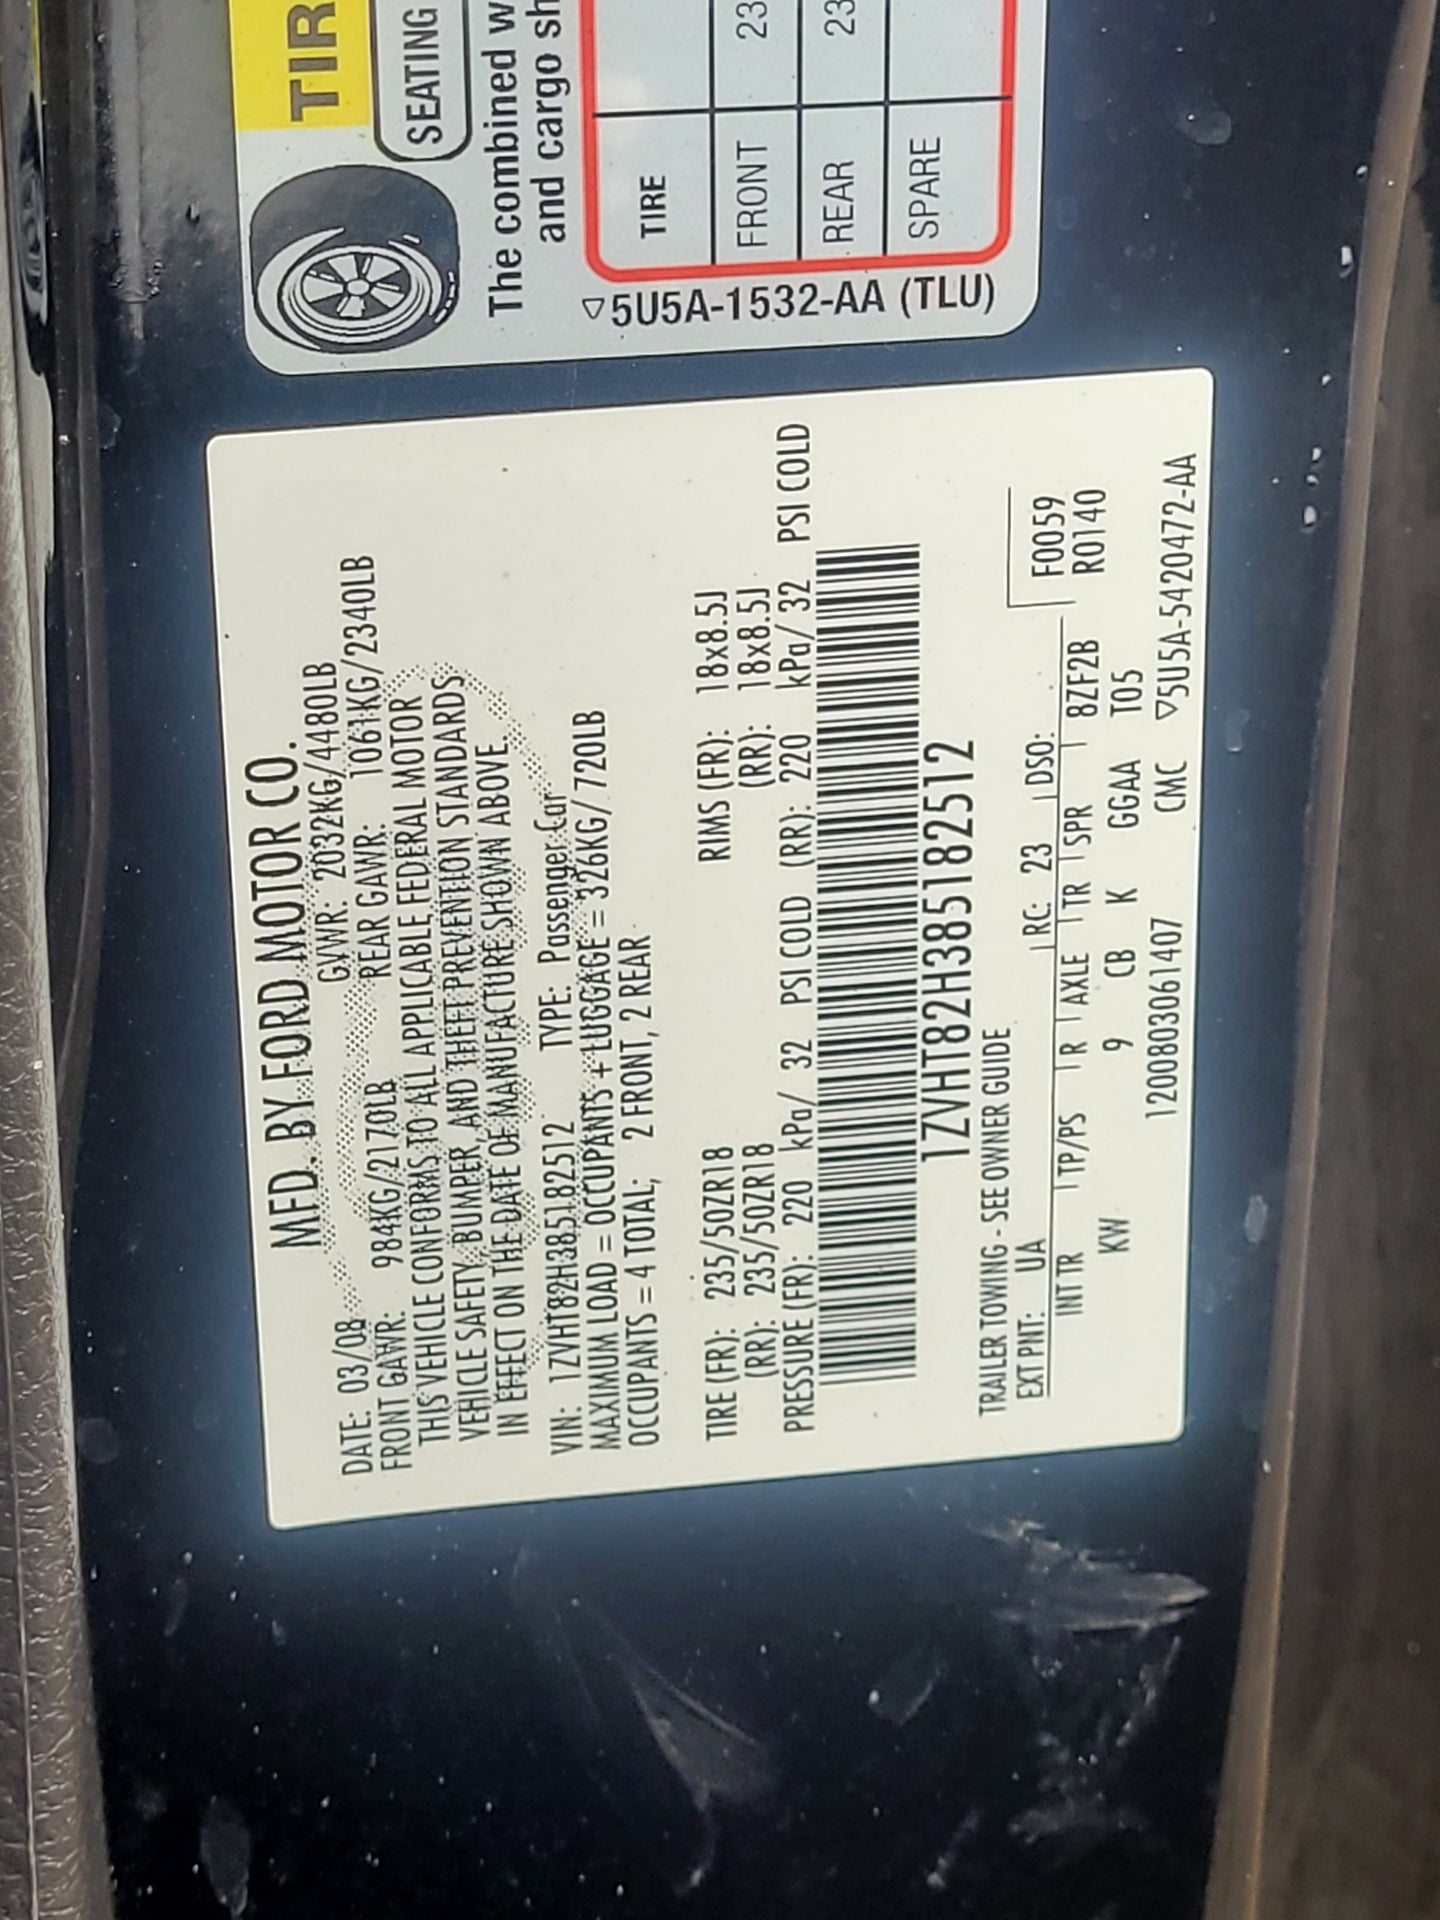 MFD. BY FORD MOTOR CO.
DATE: 03/08 GVWR: 2032KG/4480LB
FRONT GAWR: 984KG/2170LB REAR GAWR: 1061KG/2340LB
THIS VEHICLE CONFORMS TO ALL APPLICABLE FEDERAL MOTOR
VEHICLE SAFETY, BUMPER, AND THEFT PREVENTION STANDARDS
IN EFFECT ON THE DATE OF MANUFACTURE SHOWN ABOVE.
VIN: 1ZVHT82H385182512 TYPE: Passenger Car
MAXIMUM LOAD = OCCUPANTS + LUGGAGE = 326KG/ 720LB
OCCUPANTS = 4 TOTAL; 2 FRONT, 2 REAR
TIRE (FR): 235/50ZR18 RIMS (FR): 18x8.5J
(RR): 235/50ZR18 (RR): 18x8.5J
PRESSURE (FR): 220 kPa/ 32 PSI COLD (RR): 220 kPa/ 32 PSI COLD
1ZVHT82H385182512
TRAILER TOWING - SEE OWNER GUIDE
EXT PNT: UA RC: 23 DSO: F0059
INT TR TP/PS R AXLE TR SPR 8ZF2B R0140
KW 9 CB K GGAA T05
1200803061407 CMC ▽5U5A-5420472-AA
TIR
SEATING
The combined w
and cargo sh
TIRE
FRONT 23
REAR 23
SPARE
▽5U5A-1532-AA (TLU)